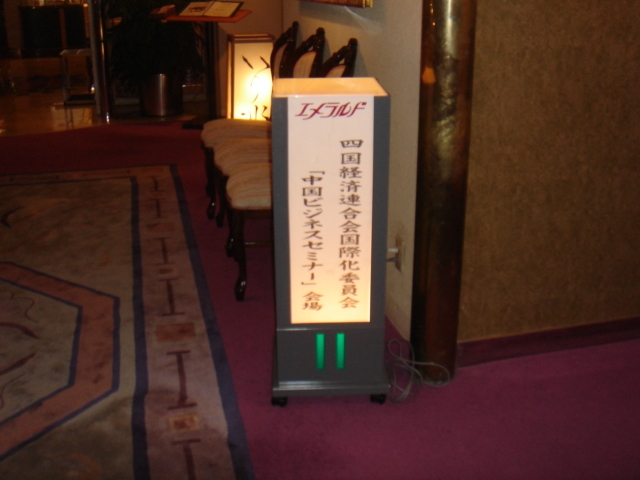 エメラルド
四国経済連合会国際化委員会
「中国ビジネスセミナー」会場